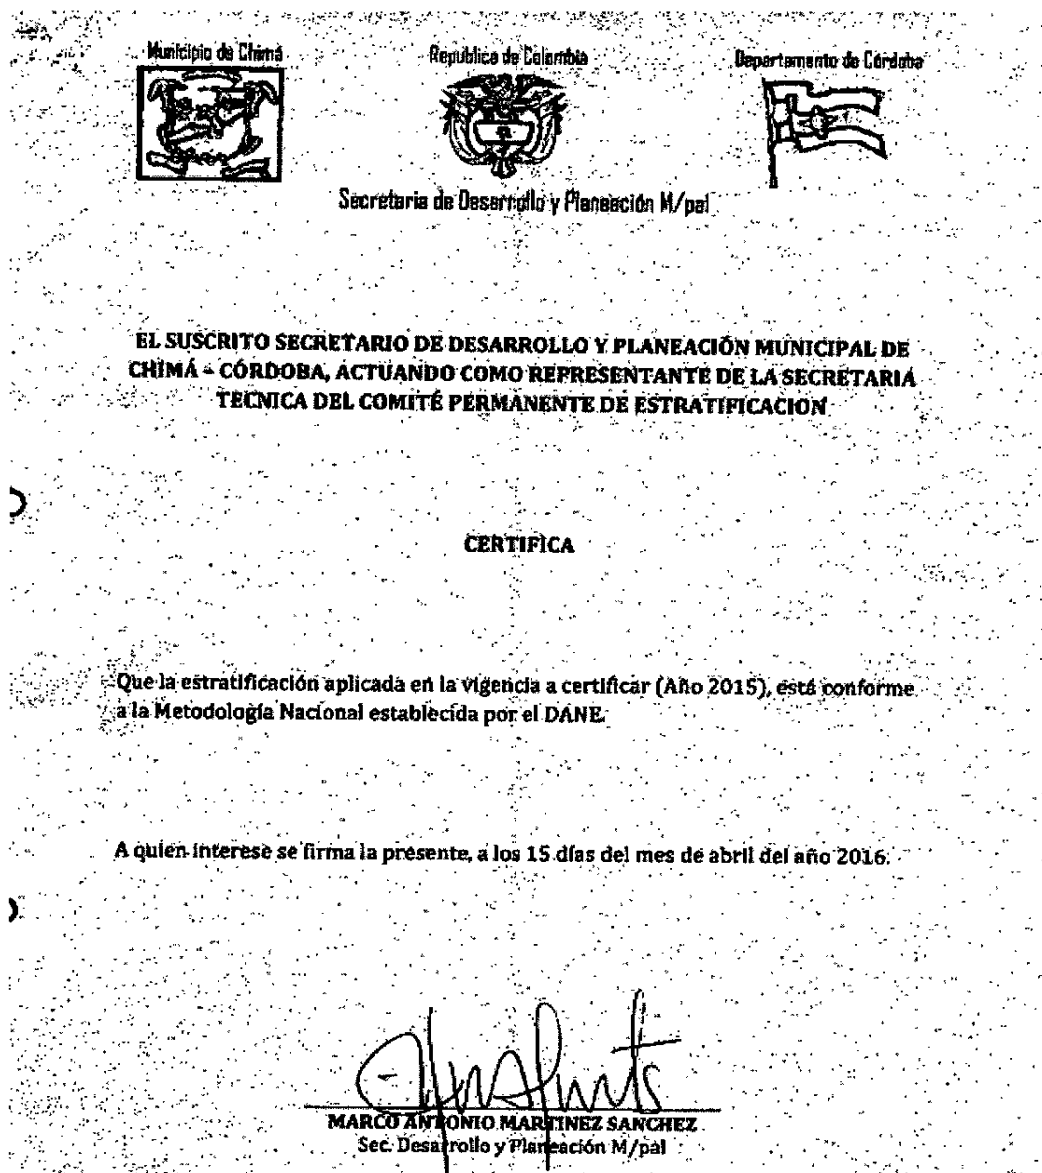 Municipio de Chimá
República de Colombia
Departamento de Córdoba
Secretaria de Desarrollo y Planeación M/pal
EL SUSCRITO SECRETARIO DE DESARROLLO Y PLANEACIÓN MUNICIPAL DE
CHIMÁ - CÓRDOBA, ACTUANDO COMO REPRESENTANTE DE LA SECRETARIA
TECNICA DEL COMITÉ PERMANENTE DE ESTRATIFICACION
CERTIFICA
Que la estratificación aplicada en la vigencia a certificar (Año 2015), está conforme
a la Metodología Nacional establecida por el DANE.
A quien interese se firma la presente, a los 15 días del mes de abril del año 2016.
MARCO ANTONIO MARTINEZ SANCHEZ
Sec. Desarrollo y Planeación M/pal